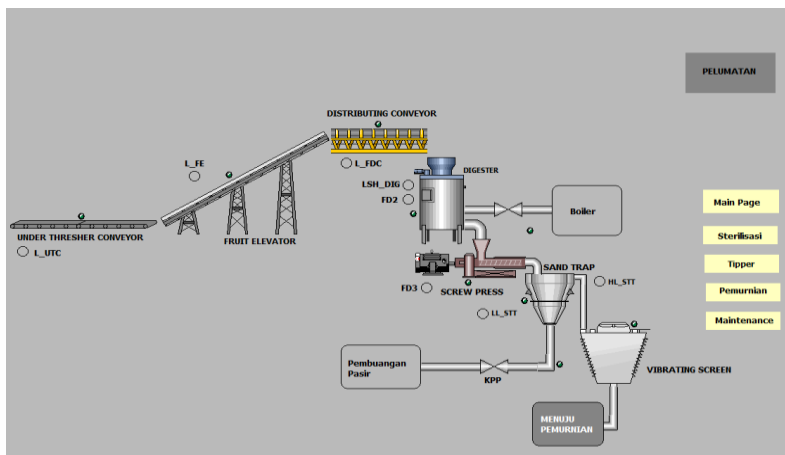 PELUMATAN
DISTRIBUTING CONVEYOR
L_FE
L_FDC
DIGESTER
LSH_DIG
FD2
Boiler
Main Page
UNDER THRESHER CONVEYOR
FRUIT ELEVATOR
Sterilisasi
L_UTC
Tipper
SAND TRAP
HL_STT
FD3
SCREW PRESS
Pemurnian
LL_STT
Maintenance
Pembuangan
Pasir
KPP
VIBRATING SCREEN
MENUJU
PEMURNIAN